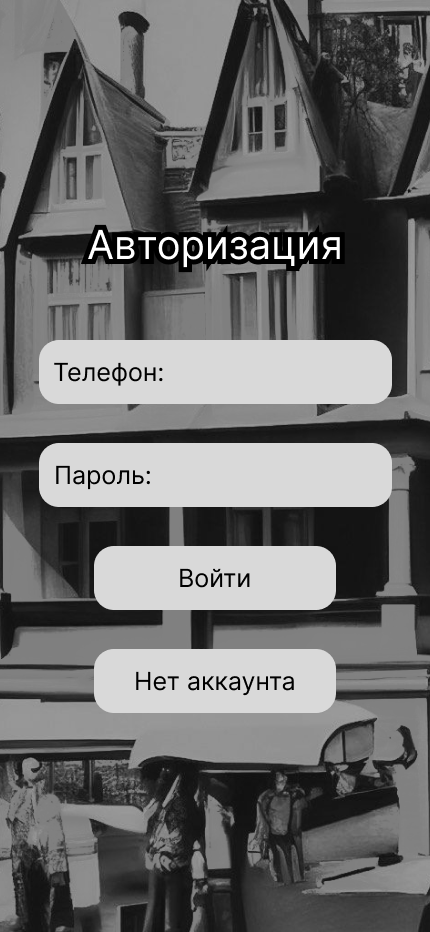 Авторизация
Телефон:
Пароль:
Войти
Нет аккаунта